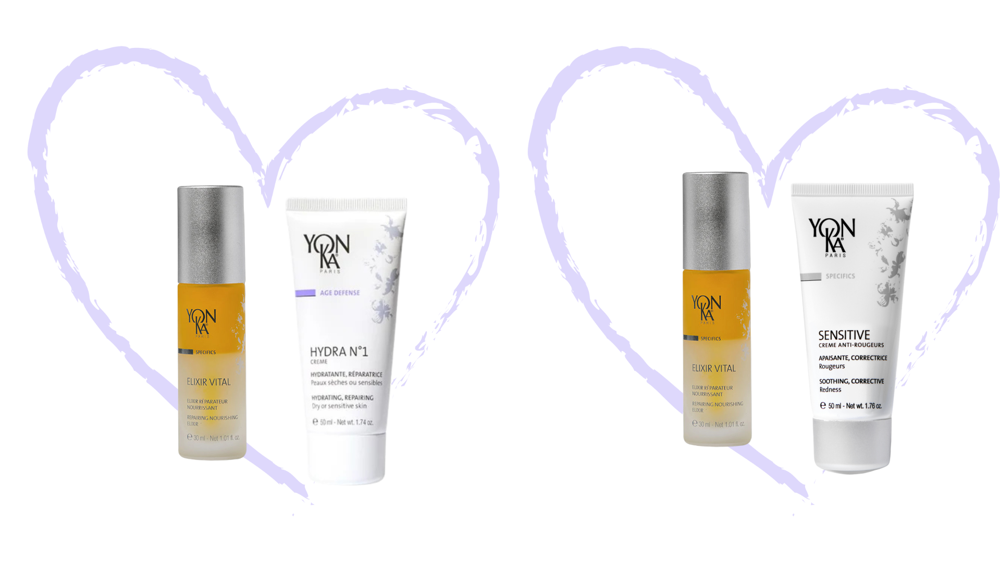 YON
KA®
PARIS
SPECIFICS
ELIXIR VITAL
ELIXIR RÉPARATEUR
NOURRISSANT
REPAIRING NOURISHING
ELIXIR
℮ 30 ml - Net 1.01 fl. oz.
YON
KA®
PARIS
AGE DEFENSE
HYDRA N°1
CREME
HYDRATANTE, RÉPARATRICE
Peaux sèches ou sensibles
HYDRATING, REPAIRING
Dry or sensitive skin
℮ 50 ml - Net wt. 1.74 oz.
YON
KA®
PARIS
SPECIFICS
ELIXIR VITAL
ELIXIR RÉPARATEUR
NOURRISSANT
REPAIRING NOURISHING
ELIXIR
℮ 30 ml - Net 1.01 fl. oz.
YON
KA®
PARIS
SPECIFICS
SENSITIVE
CREME ANTI-ROUGEURS
APAISANTE, CORRECTRICE
Rougeurs
SOOTHING, CORRECTIVE
Redness
℮ 50 ml - Net wt. 1.76 oz.